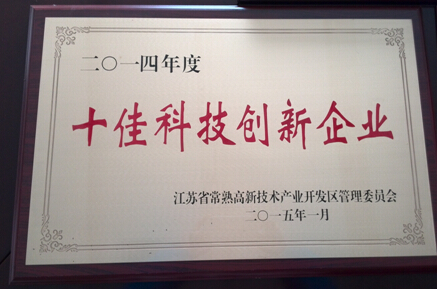 二〇一四年度
十佳科技创新企业
江苏省常熟高新技术产业开发区管理委员会
二〇一五年一月